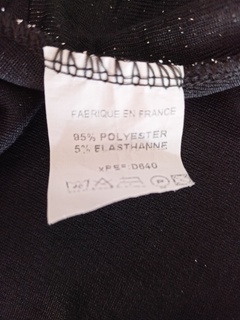 FABRIQUE EN FRANCE
95% POLYESTER
5% ELASTHANNE